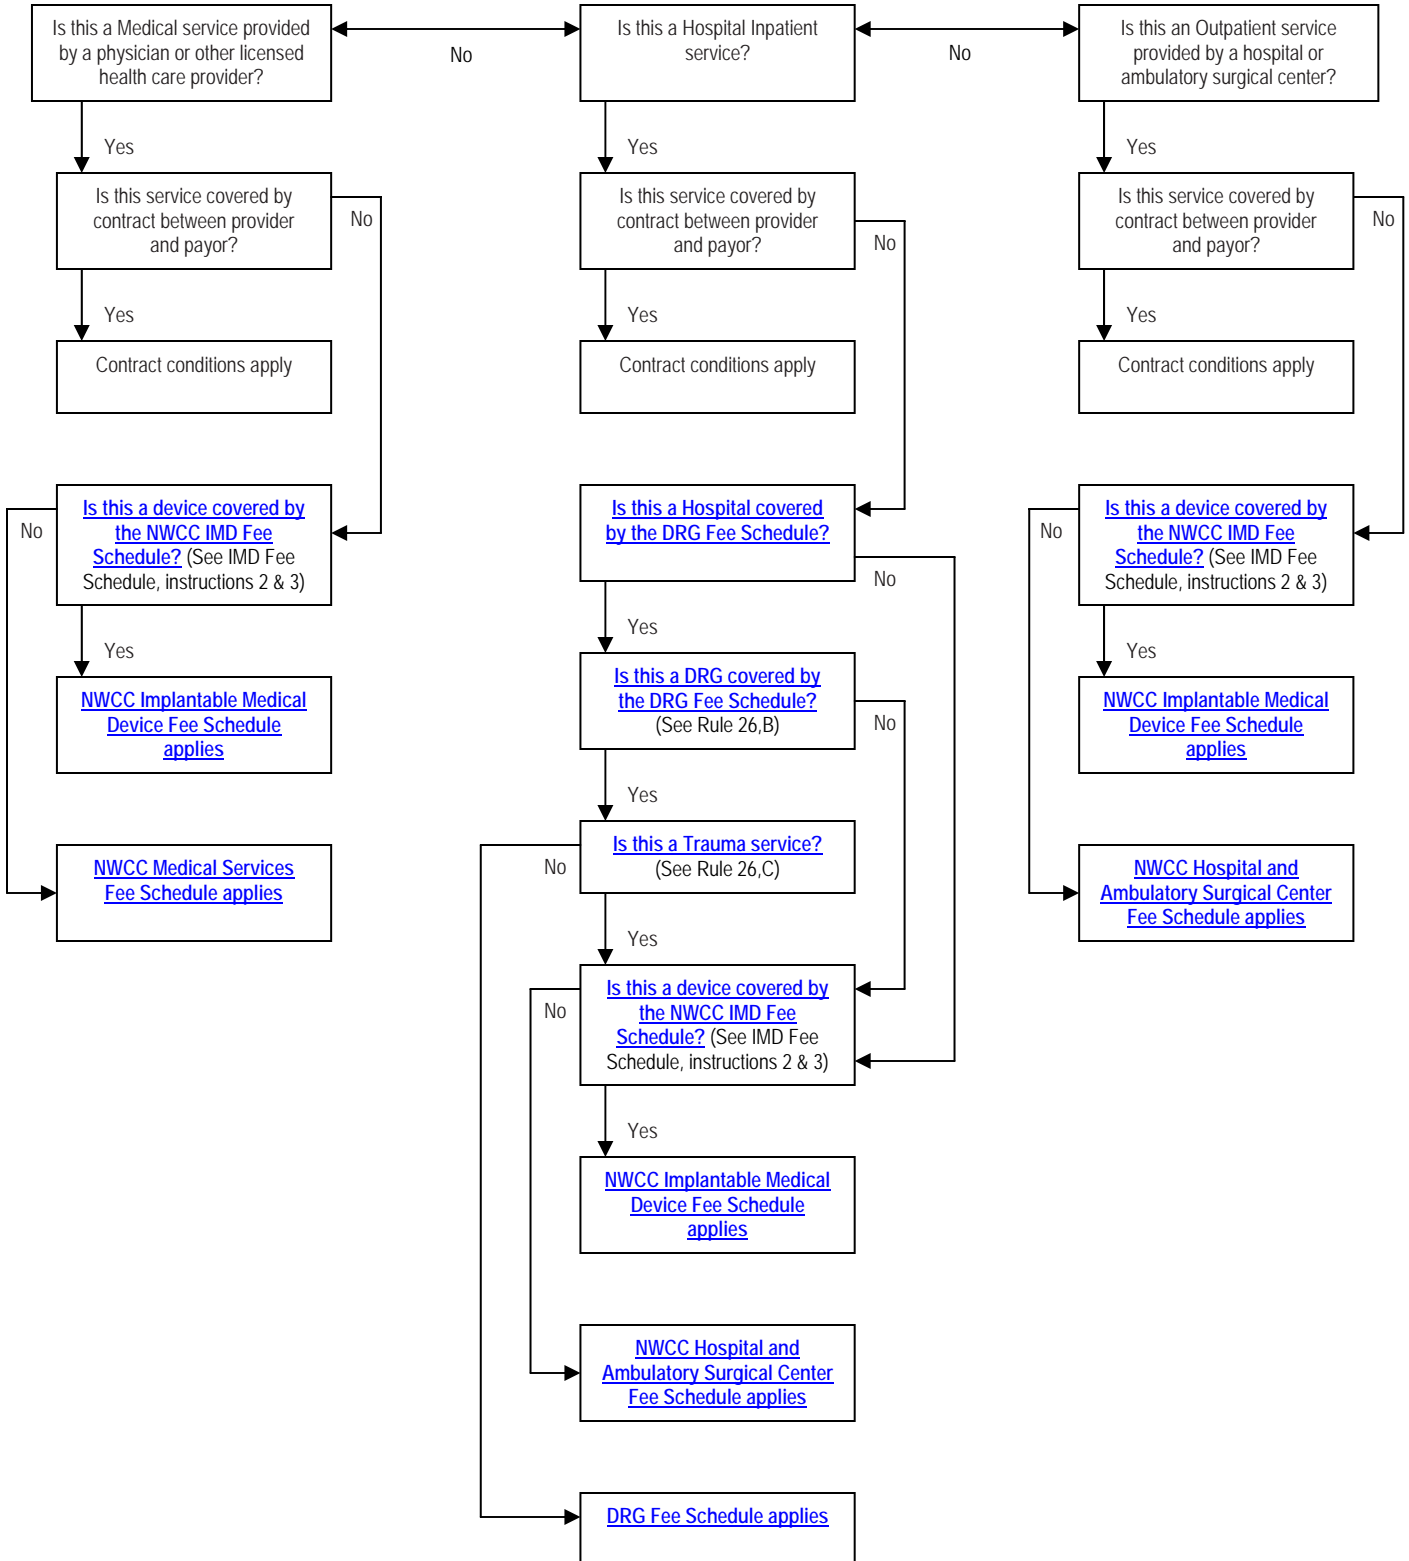 Is this a Medical service provided
by a physician or other licensed
health care provider?
No
Is this a Hospital Inpatient
service?
No
Is this an Outpatient service
provided by a hospital or
ambulatory surgical center?
Yes
Yes
Yes
Is this service covered by
contract between provider
and payor?
No
Is this service covered by
contract between provider
and payor?
No
Is this service covered by
contract between provider
and payor?
No
Yes
Yes
Yes
Contract conditions apply
Contract conditions apply
Contract conditions apply
No
Is this a device covered by
the NWCC IMD Fee
Schedule? (See IMD Fee
Schedule, instructions 2 & 3)
Is this a Hospital covered
by the DRG Fee Schedule?
No
No
Is this a device covered by
the NWCC IMD Fee
Schedule? (See IMD Fee
Schedule, instructions 2 & 3)
Yes
Yes
Yes
NWCC Implantable Medical
Device Fee Schedule
applies
Is this a DRG covered by
the DRG Fee Schedule?
(See Rule 26,B)
No
NWCC Implantable Medical
Device Fee Schedule
applies
Yes
NWCC Medical Services
Fee Schedule applies
No
Is this a Trauma service?
(See Rule 26,C)
NWCC Hospital and
Ambulatory Surgical Center
Fee Schedule applies
Yes
No
Is this a device covered by
the NWCC IMD Fee
Schedule? (See IMD Fee
Schedule, instructions 2 & 3)
Yes
NWCC Implantable Medical
Device Fee Schedule
applies
NWCC Hospital and
Ambulatory Surgical Center
Fee Schedule applies
DRG Fee Schedule applies